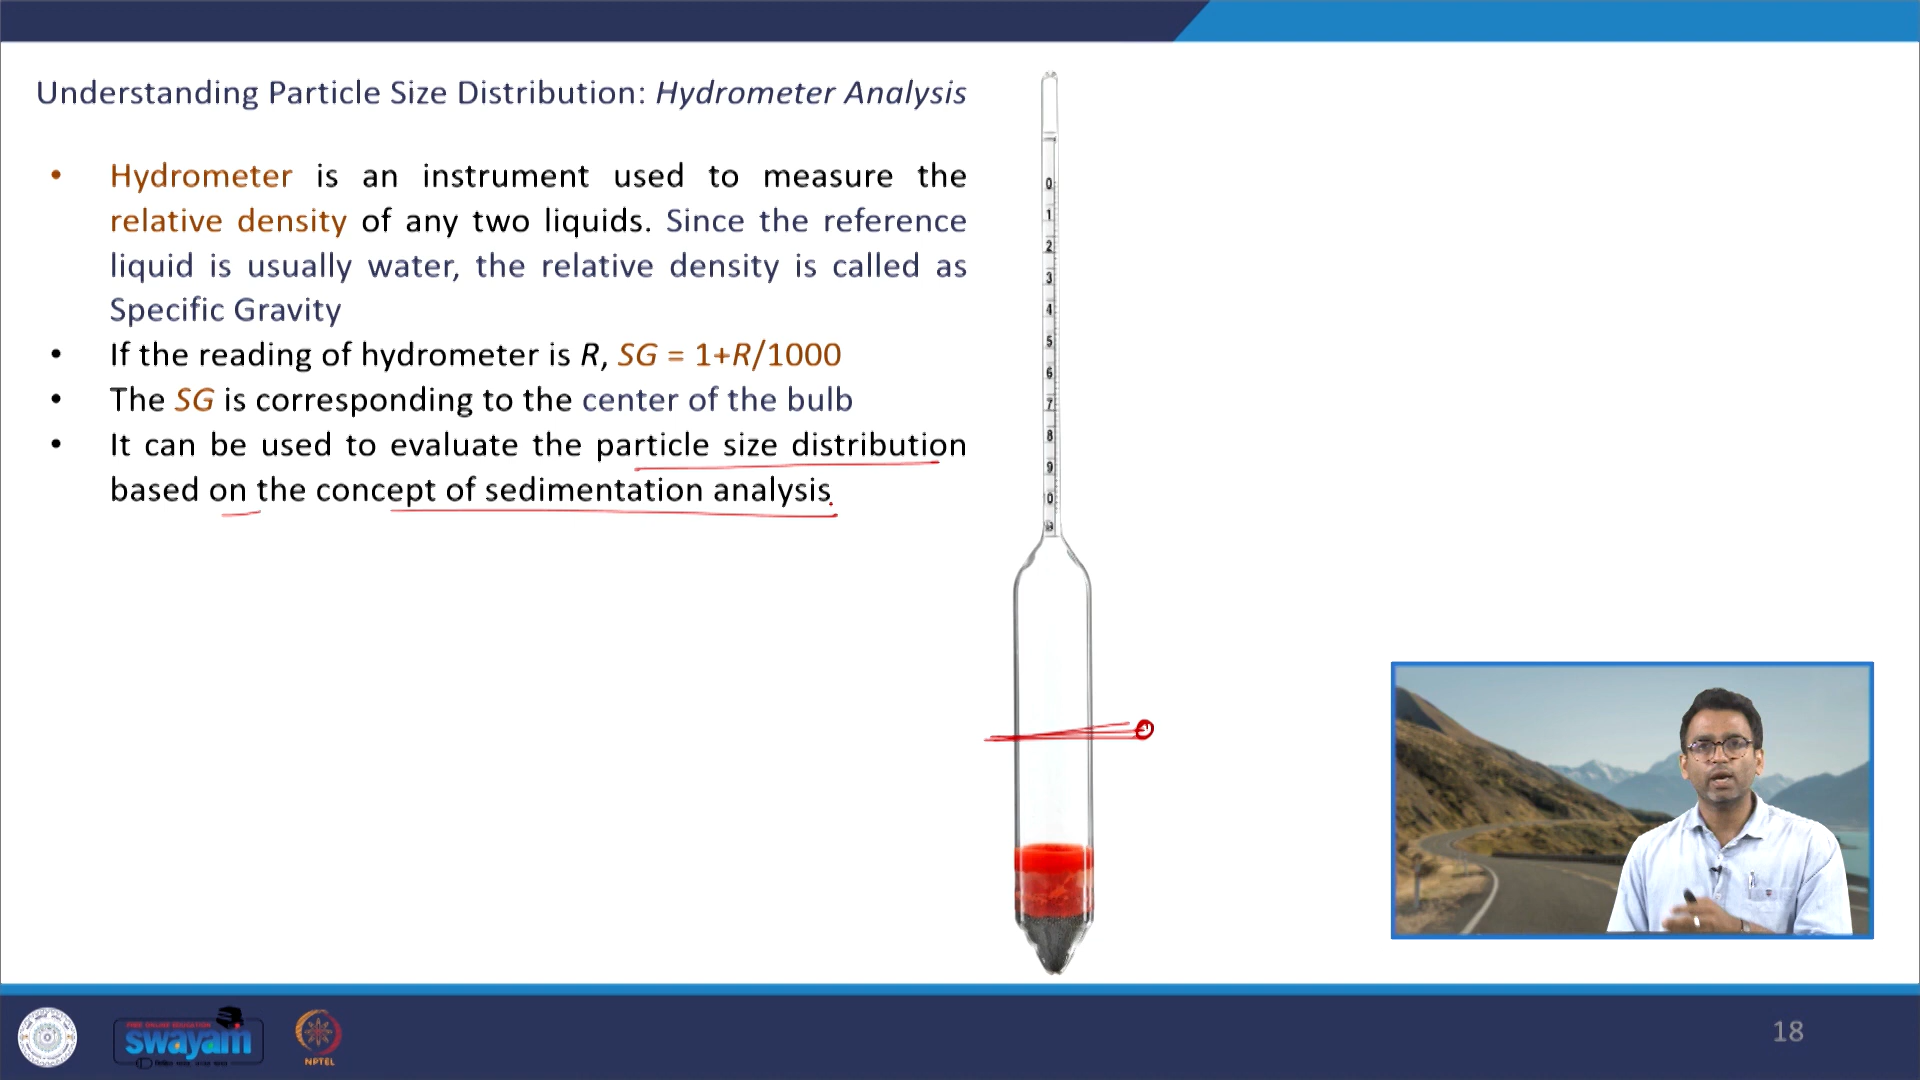 Understanding Particle Size Distribution: Hydrometer Analysis
• Hydrometer is an instrument used to measure the
relative density of any two liquids. Since the reference
liquid is usually water, the relative density is called as
Specific Gravity
• If the reading of hydrometer is R, SG = 1+R/1000
• The SG is corresponding to the center of the bulb
• It can be used to evaluate the particle size distribution
based on the concept of sedimentation analysis.
0
1
2
3
4
5
6
7
8
9
0
FREE ONLINE EDUCATION
swayam
NPTEL
18